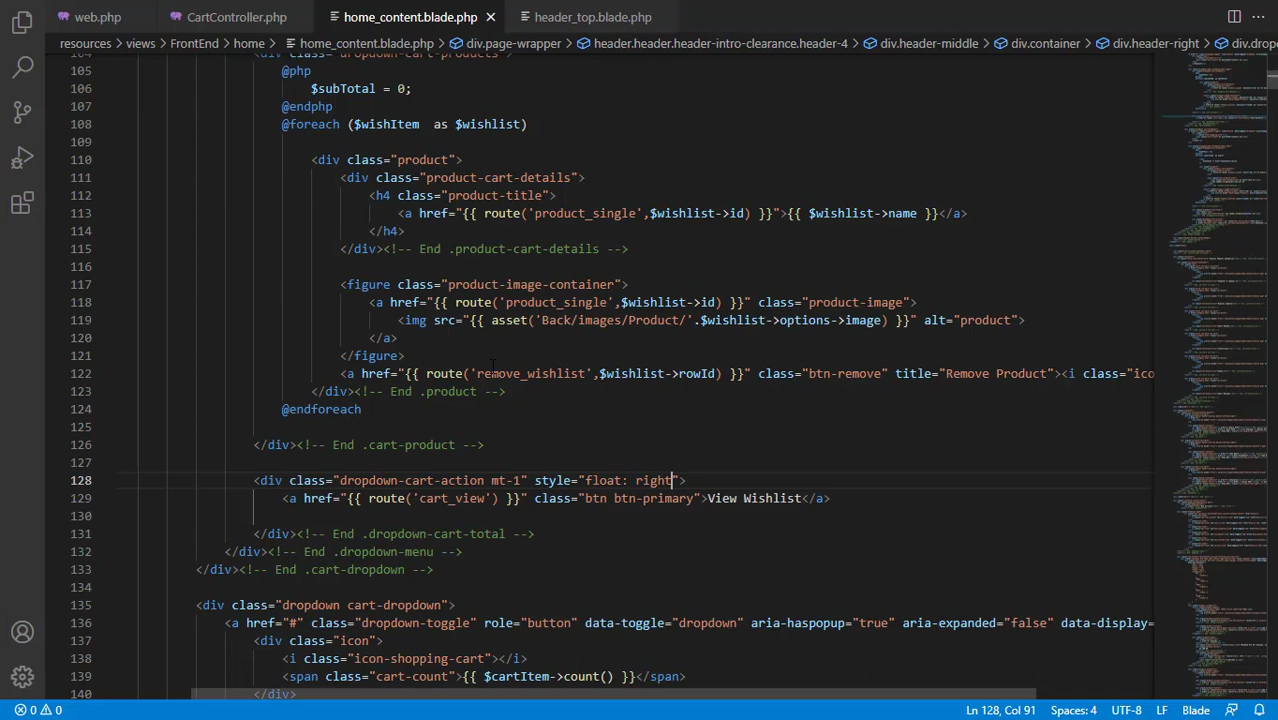 web.php CartController.php home_content.blade.php header_top.blade.php
resources views FrontEnd home home_content.blade.php div.page-wrapper header.header.header-intro-clearance.header-4 div.header-middle div.container div.header-right div.dropo
104 <div class="dropdown-cart-products"
105 @php
106 $subTotal = 0;
107 @endphp
108 @foreach ($wishItem  as $wishlist)
109
110 <div class="product">
111 <div class="product-cart-details">
112 <h4 class="product-title">
113 <a href="{{ route('product_single',$wishlist->id) }}">{{ $wishlist->name }}</a>
114 </h4>
115 </div><!-- End .product-cart-details -->
116
117 <figure class="product-image-container">
118 <a href="{{ route('product_single',$wishlist->id) }}" class="product-image">
119 <img src="{{ asset('Back/images/Product/'.$wishlist->options->image) }}" alt="product">
120 </a>
121 </figure>
122 <a href="{{ route('remove_wishlist',$wishlist->rowId) }}" class="btn-remove" title="Remove Product"><i class="ico
123 </div><!-- End .product -->
124 @endforeach
125
126 </div><!-- End .cart-product -->
127
128 <div class="dropdown-cart-action mt-1" style="float: right">
129 <a href="{{ route('cart_view') }}" class="btn btn-primary">View Wishlist</a>
130
131 </div><!-- End .dropdown-cart-total -->
132 </div><!-- End .dropdown-menu -->
133 </div><!-- End .cart-dropdown -->
134
135 <div class="dropdown cart-dropdown">
136 <a href="#" class="dropdown-toggle" role="button" data-toggle="dropdown" aria-haspopup="true" aria-expanded="false" data-display=
137 <div class="icon">
138 <i class="icon-shopping-cart"></i>
139 <span class="cart-count">{{ $cartItem->count() }}</span>
140 </div>
0 0 Ln 128, Col 91 Spaces: 4 UTF-8 LF Blade